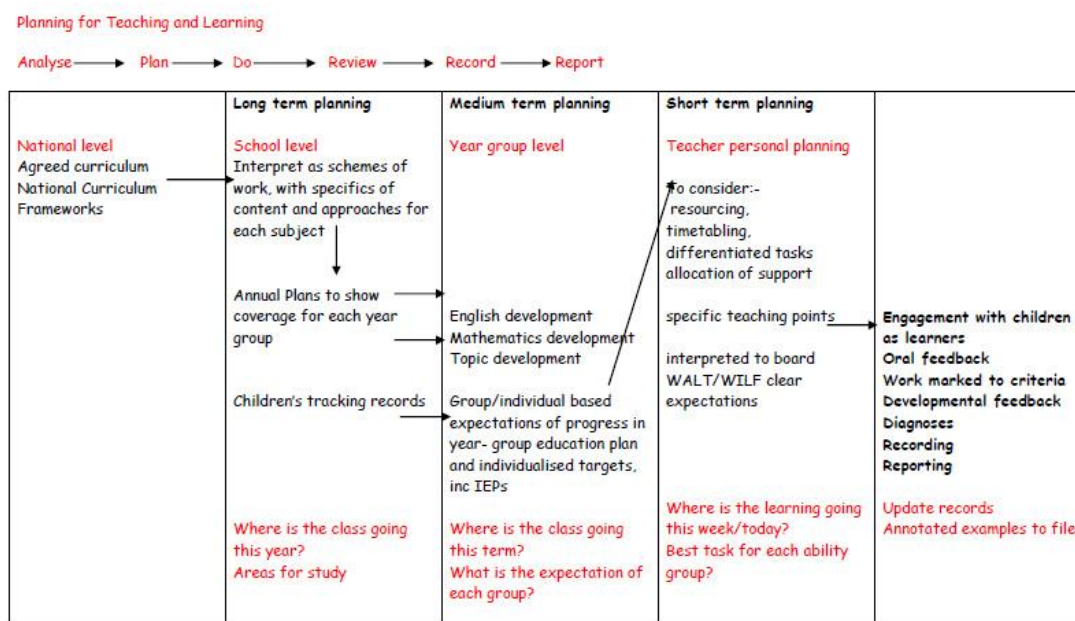 Planning for Teaching and Learning
Analyse Plan Do Review Record Report
National level
Agreed curriculum
National Curriculum
Frameworks
Long term planning
School level
Interpret as schemes of
work, with specifics of
content and approaches for
each subject
Annual Plans to show
coverage for each year
group
Children's tracking records
Where is the class going
this year?
Areas for study
Medium term planning
Year group level
English development
Mathematics development
Topic development
Group/individual based
expectations of progress in
year- group education plan
and individualised targets,
inc IEPs
Where is the class going
this term?
What is the expectation of
each group?
Short term planning
Teacher personal planning
To consider:-
resourcing,
timetabling,
differentiated tasks
allocation of support
specific teaching points
interpreted to board
WALT/WILF clear
expectations
Where is the learning going
this week/today?
Best task for each ability
group?
Engagement with children
as learners
Oral feedback
Work marked to criteria
Developmental feedback
Diagnoses
Recording
Reporting
Update records
Annotated examples to file